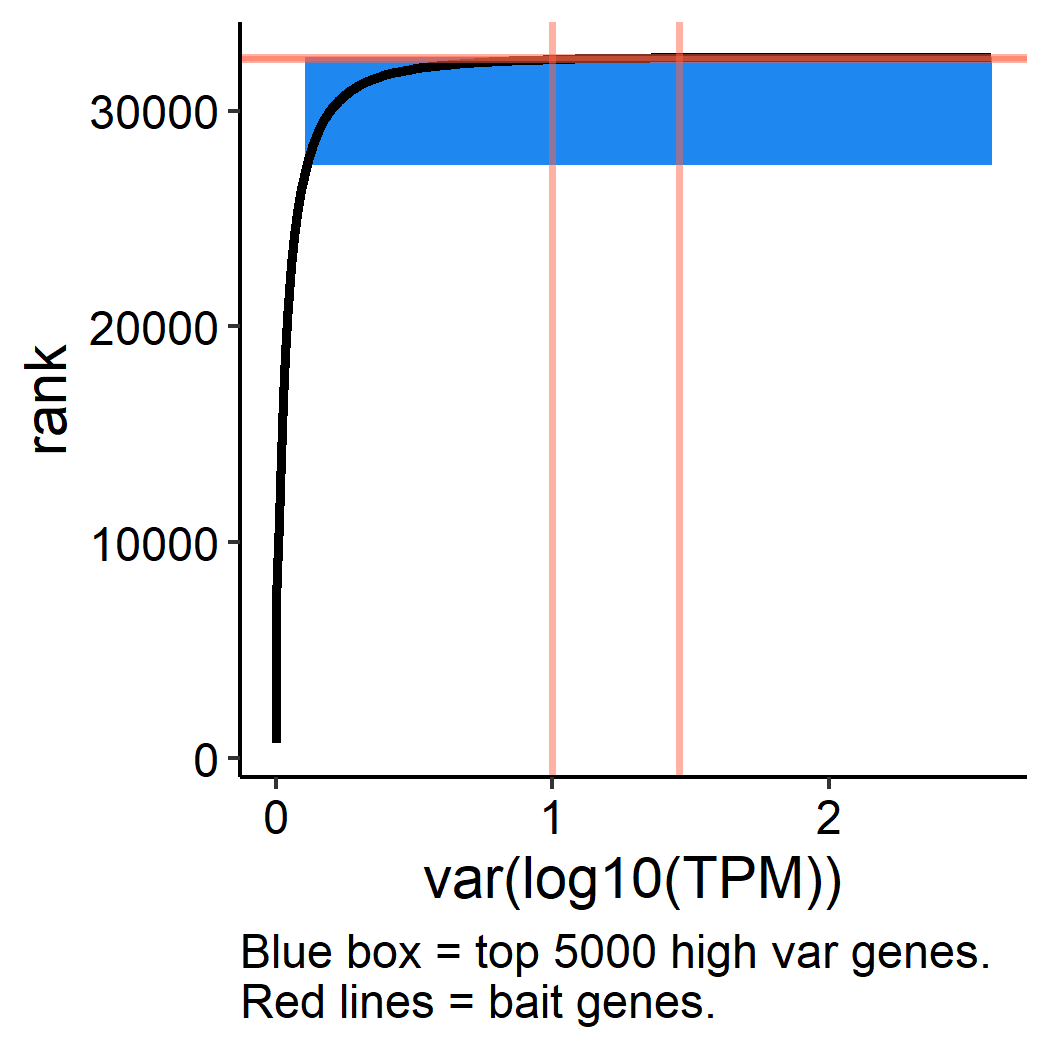 30000
20000
10000
0
rank
0
1
2
var(log10(TPM))
Blue box = top 5000 high var genes.
Red lines = bait genes.